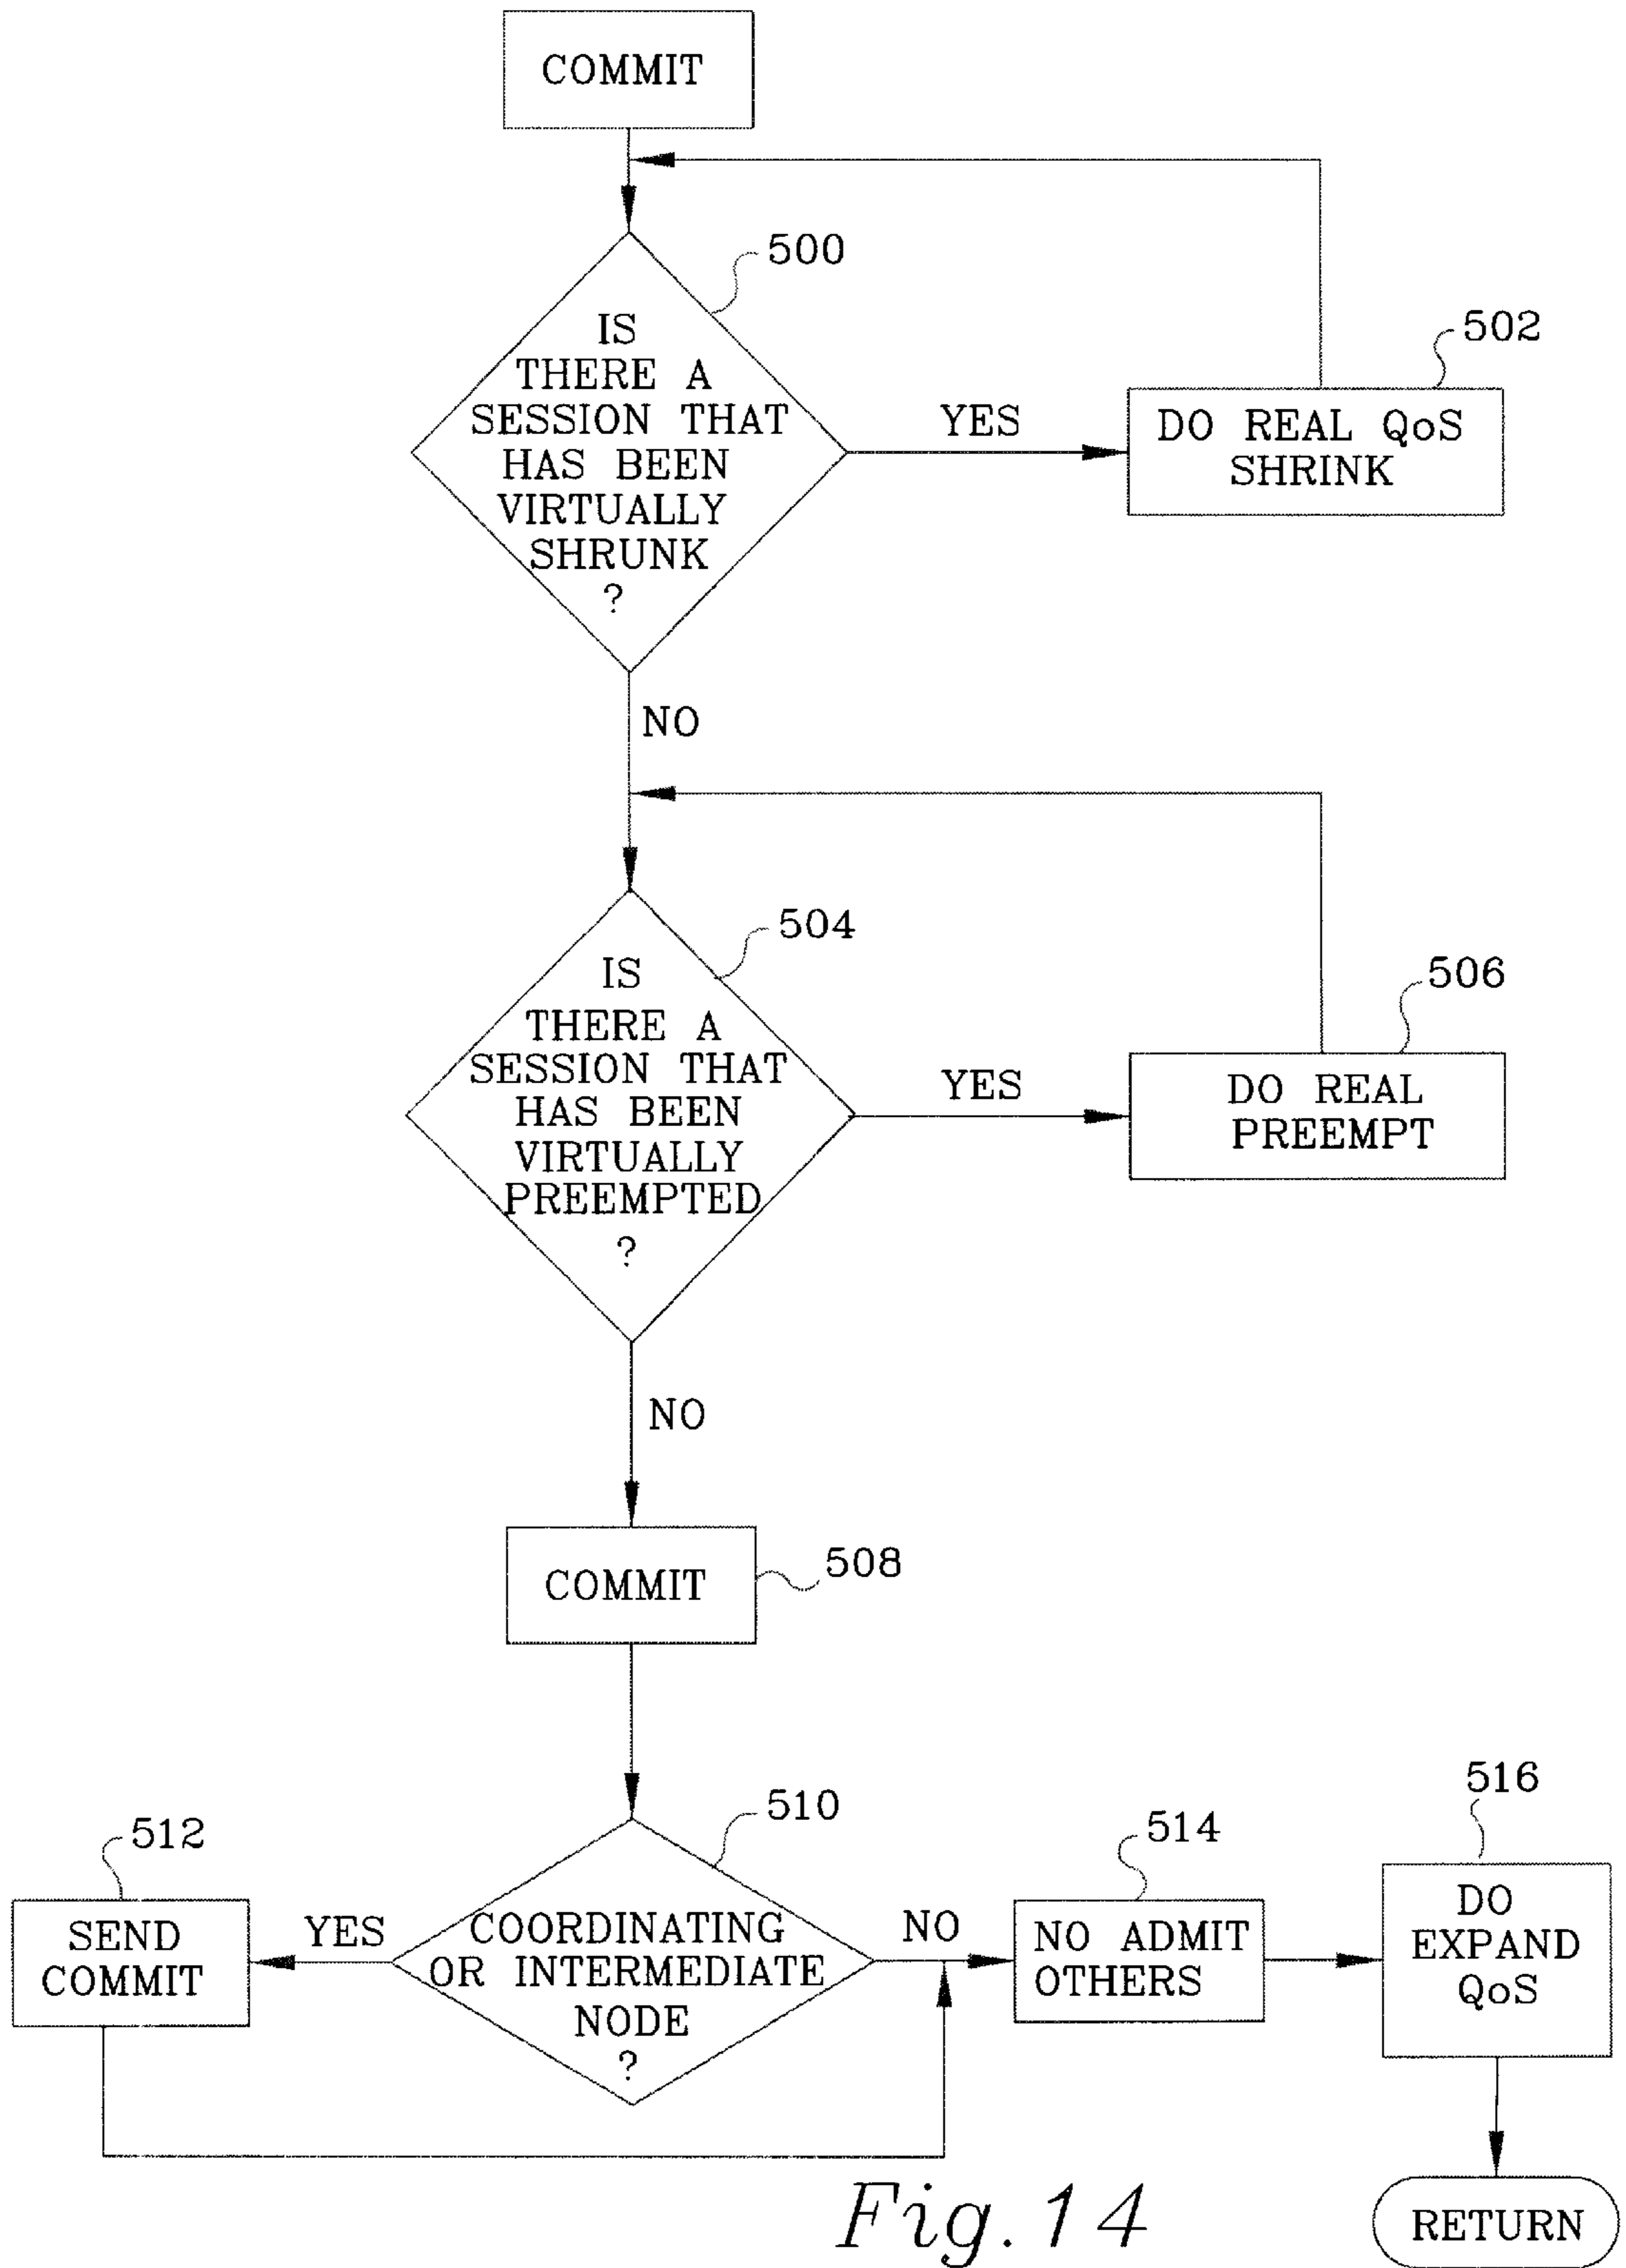 COMMIT
500
IS
THERE A
SESSION THAT
HAS BEEN
VIRTUALLY
SHRUNK
?
YES
502
DO REAL QoS
SHRINK
NO
504
IS
THERE A
SESSION THAT
HAS BEEN
VIRTUALLY
PREEMPTED
?
YES
506
DO REAL
PREEMPT
NO
COMMIT
508
510
COORDINATING
OR INTERMEDIATE
NODE
?
YES
512
SEND
COMMIT
NO
514
NO ADMIT
OTHERS
516
DO
EXPAND
QoS
RETURN
Fig.14